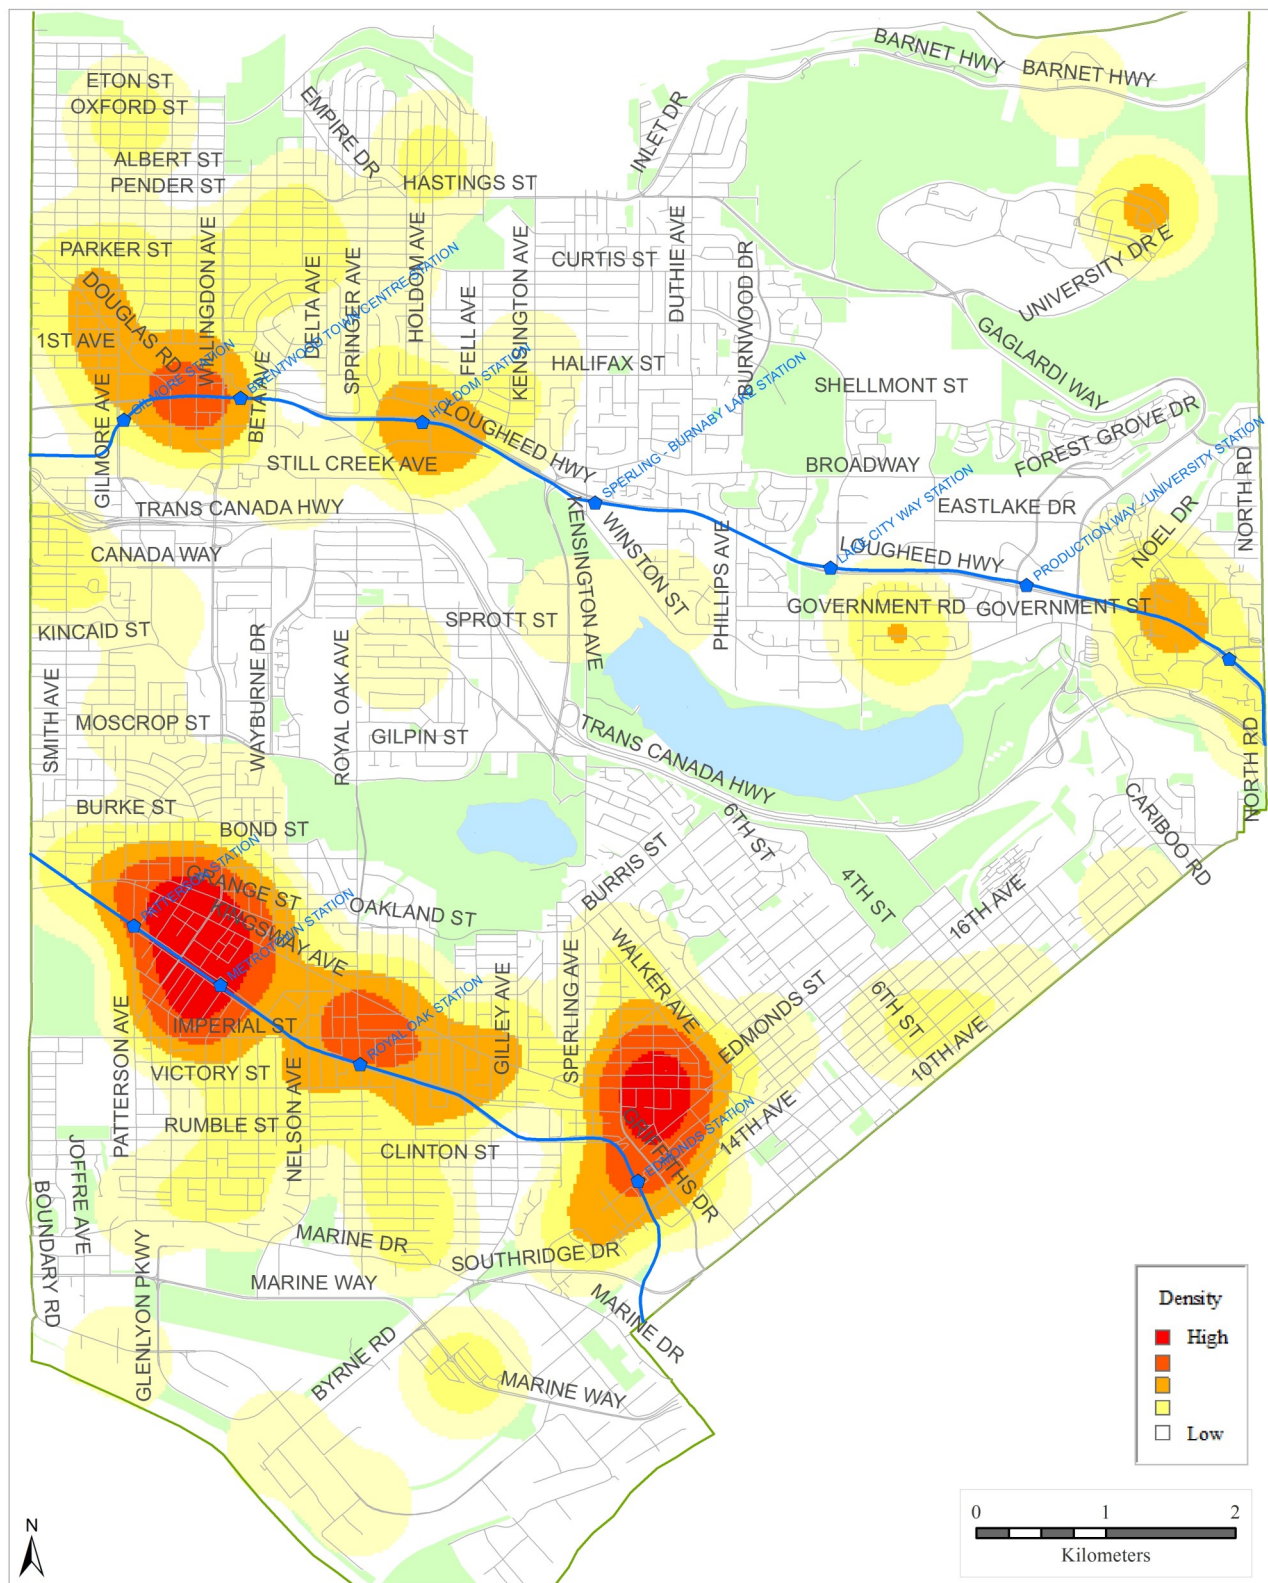 BARNET HWY
BARNET HWY
ETON ST
OXFORD ST
EMPIRE DR
INLET DR
ALBERT ST
PENDER ST
HASTINGS ST
PARKER ST
WILLINGDON AVE
HOLDOM AVE
DUTHIE AVE
CURTIS ST
UNIVERSITY DR E
DOUGLAS RD
DELTA AVE
SPRINGER AVE
BRENTWOOD TOWN CENTRE STATION
FELL AVE
KENSINGTON AVE
BURNWOOD DR
1ST AVE
GILMORE STATION
HOLDOM STATION
HALIFAX ST
GAGLARDI WAY
SHELLMONT ST
GILMORE AVE
BETA AVE
LOUGHEED HWY
SPERLING - BURNABY LAKE STATION
FOREST GROVE DR
STILL CREEK AVE
BROADWAY
TRANS CANADA HWY
EASTLAKE DR
LAKE CITY WAY STATION
PRODUCTION WAY - UNIVERSITY STATION
NORTH RD
NOEL DR
CANADA WAY
KENSINGTON AVE
WINSTON ST
PHILLIPS AVE
LOUGHEED HWY
GOVERNMENT RD
GOVERNMENT ST
KINCAID ST
SPROTT ST
SMITH AVE
WAYBURNE DR
ROYAL OAK AVE
MOSCROP ST
GILPIN ST
TRANS CANADA HWY
NORTH RD
BURKE ST
BOND ST
6TH ST
CARIBOO RD
BURRIS ST
PATTERSON STATION
GRANGE ST
OAKLAND ST
4TH ST
16TH AVE
KINGSWAY AVE
METROTOWN STATION
WALKER AVE
PATTERSON AVE
IMPERIAL ST
ROYAL OAK STATION
GILLEY AVE
SPERLING AVE
EDMONDS ST
6TH ST
10TH AVE
VICTORY ST
RUMBLE ST
NELSON AVE
CLINTON ST
GRIFFITHS DR
EDMONDS STATION
14TH AVE
JOFFRE AVE
BOUNDARY RD
MARINE DR
SOUTHRIDGE DR
GLENLYON PKWY
MARINE WAY
MARINE DR
BYRNE RD
MARINE WAY
Density
High
Low
N
0 1 2
Kilometers